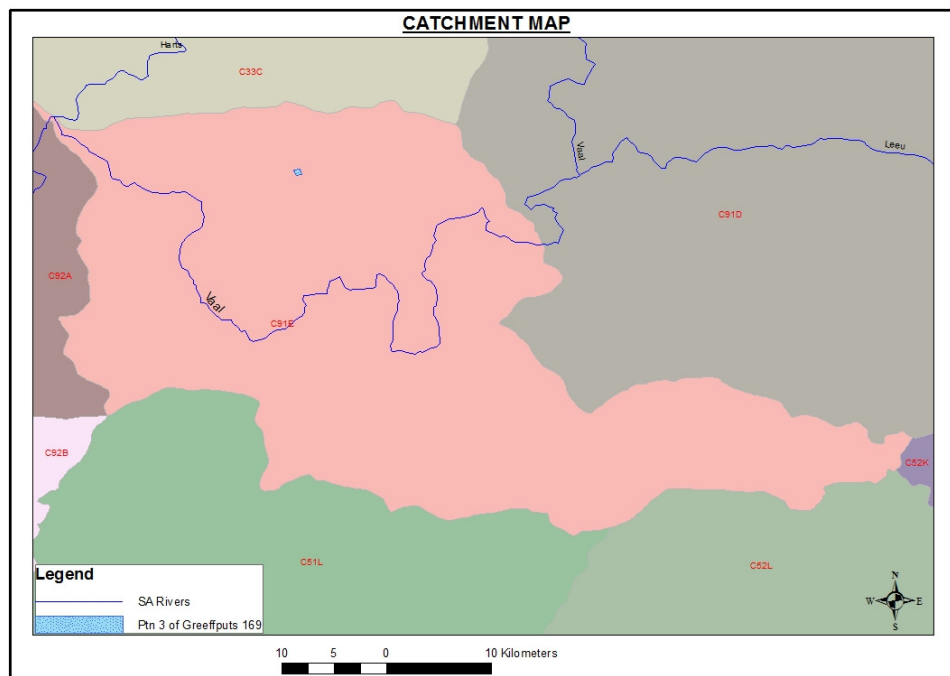 CATCHMENT MAP
Harts
C33C
Vaal
Leeu
C91D
C92A
Vaal
C91E
C92B
C52K
C51L
C52L
Legend
SA Rivers
Ptn 3 of Greeffputs 169
N
W E
S
10 5 0 10 Kilometers